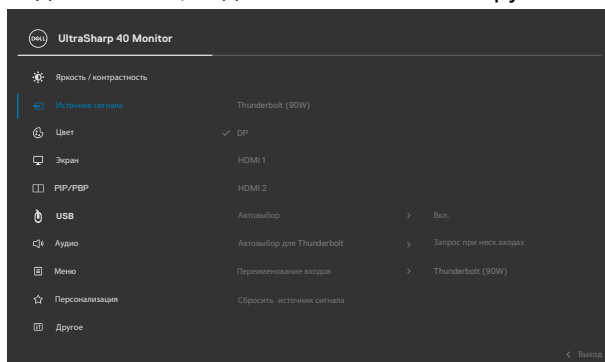 DELL
UltraSharp 40 Monitor
Яркость / контрастность
Источник сигнала
Thunderbolt (90W)
Цвет
DP
Экран
HDMI 1
PIP/PBP
HDMI 2
USB
Автовыбор
Вкл.
Аудио
Автовыбор для Thunderbolt
Запрос при неск.входах
Меню
Переименование входов
Thunderbolt (90W)
Персонализация
Сбросить источник сигнала
Другое
Выход